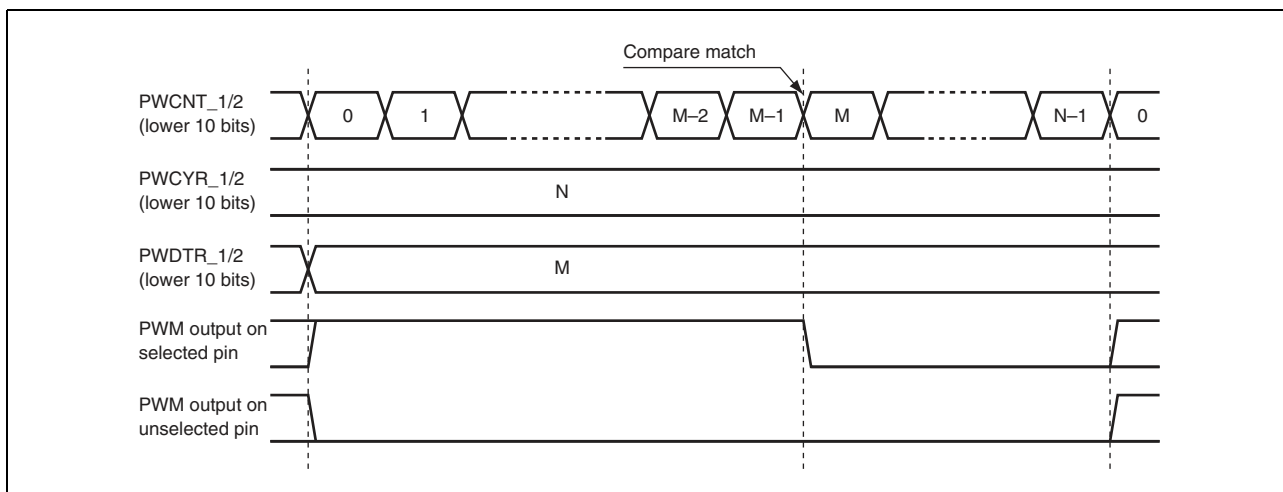 Compare match
PWCNT_1/2
(lower 10 bits)
0 1 M–2 M–1 M N–1 0
PWCYR_1/2
(lower 10 bits)
N
PWDTR_1/2
(lower 10 bits)
M
PWM output on
selected pin
PWM output on
unselected pin